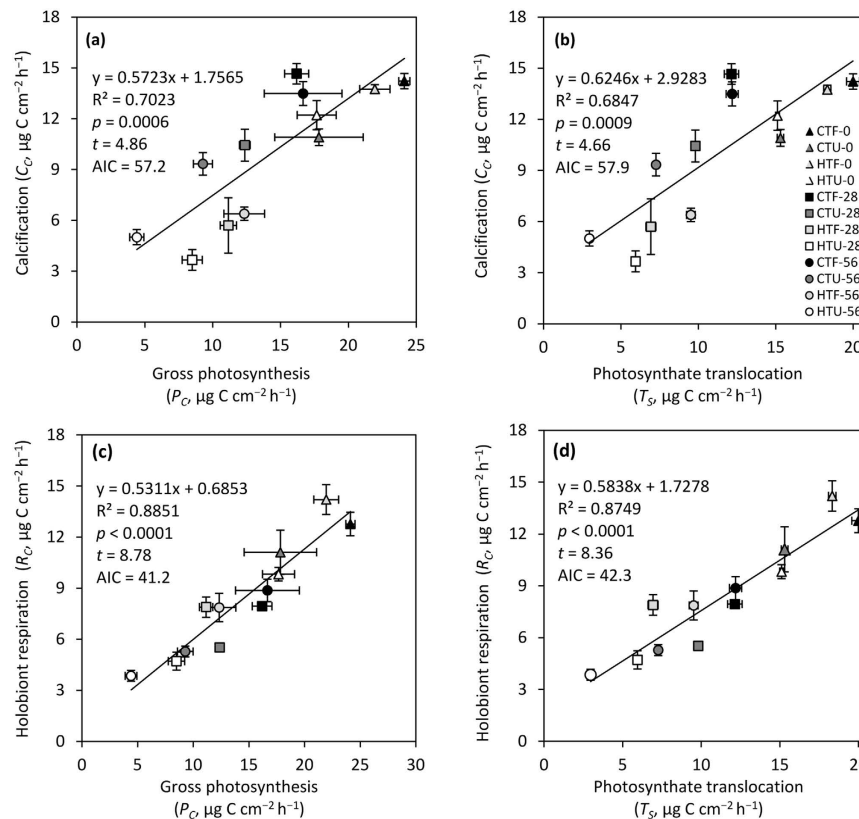 (a)
y = 0.5723x + 1.7565
R² = 0.7023
p = 0.0006
t = 4.86
AIC = 57.2
Calcification (C_C, µg C cm⁻² h⁻¹)
18
15
12
9
6
3
0
0 5 10 15 20 25
Gross photosynthesis
(P_C, µg C cm⁻² h⁻¹)
(b)
y = 0.6246x + 2.9283
R² = 0.6847
p = 0.0009
t = 4.66
AIC = 57.9
Calcification (C_C, µg C cm⁻² h⁻¹)
18
15
12
9
6
3
0
0 5 10 15 20
Photosynthate translocation
(T_S, µg C cm⁻² h⁻¹)
CTF-0
CTU-0
HTF-0
HTU-0
CTF-28
CTU-28
HTF-28
HTU-28
CTF-56
CTU-56
HTF-56
HTU-56
(c)
y = 0.5311x + 0.6853
R² = 0.8851
p < 0.0001
t = 8.78
AIC = 41.2
Holobiont respiration (R_C, µg C cm⁻² h⁻¹)
18
15
12
9
6
3
0
0 5 10 15 20 25 30
Gross photosynthesis
(P_C, µg C cm⁻² h⁻¹)
(d)
y = 0.5838x + 1.7278
R² = 0.8749
p < 0.0001
t = 8.36
AIC = 42.3
Holobiont respiration (R_C, µg C cm⁻² h⁻¹)
18
15
12
9
6
3
0
0 5 10 15
Photosynthate translocation
(T_S, µg C cm⁻² h⁻¹)